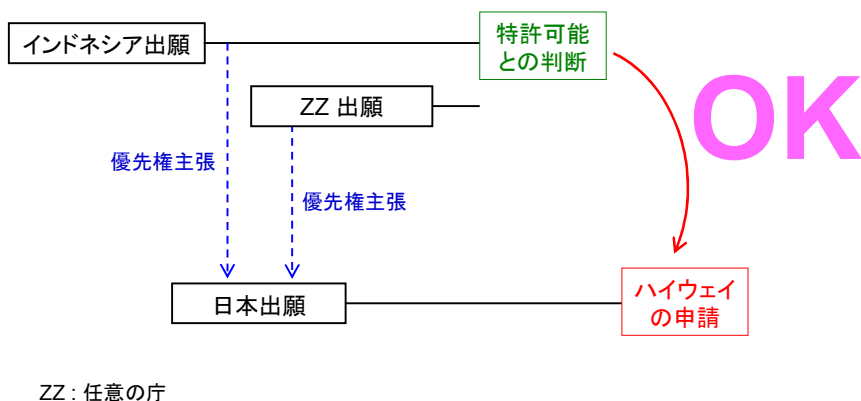 インドネシア出願
特許可能
との判断
OK
ZZ 出願
優先権主張
優先権主張
日本出願
ハイウェイ
の申請
ZZ : 任意の庁